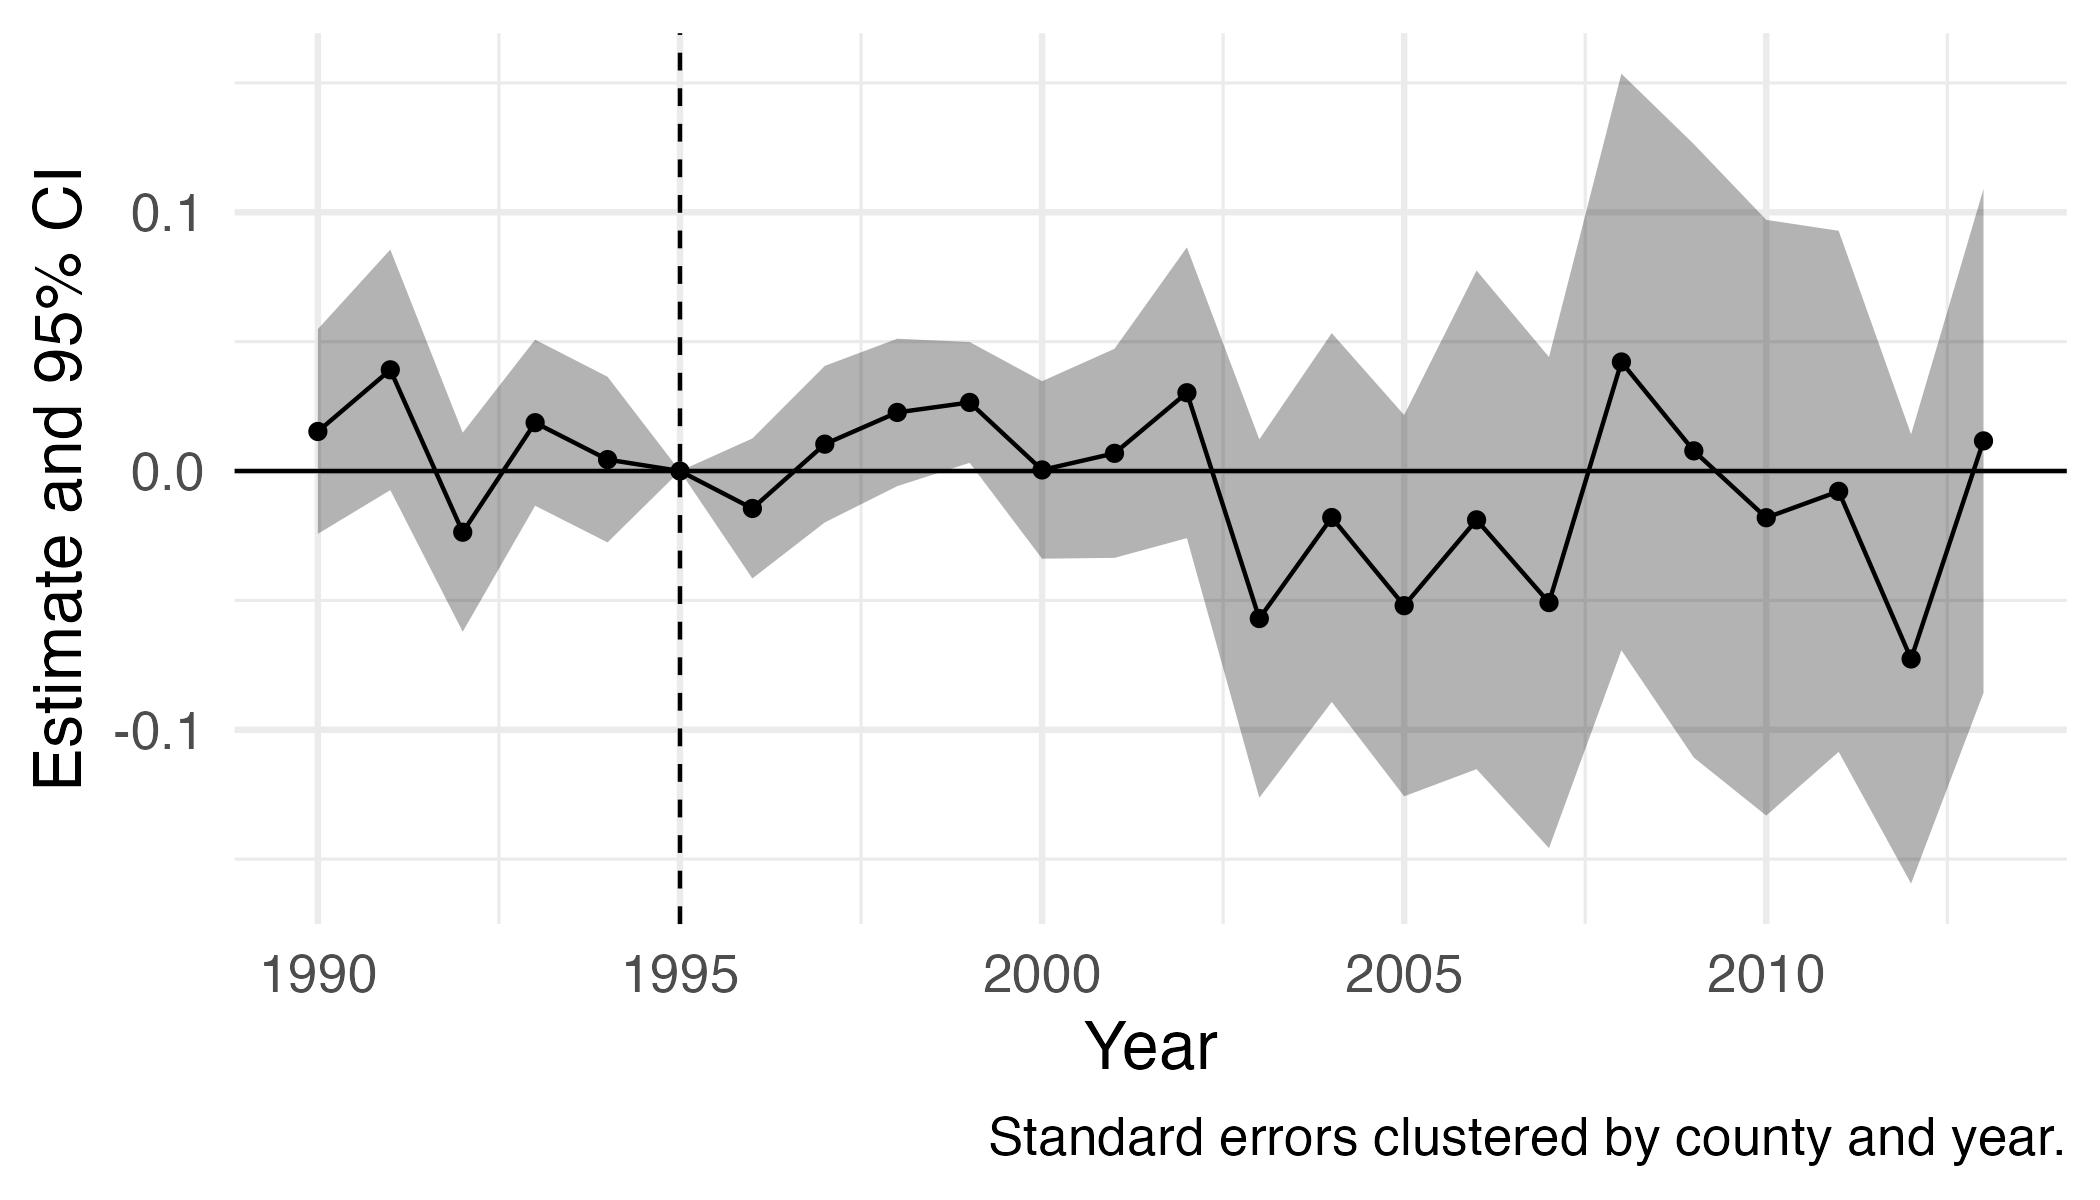 Estimate and 95% CI
0.1
0.0
-0.1
1990 1995 2000 2005 2010
Year
Standard errors clustered by county and year.